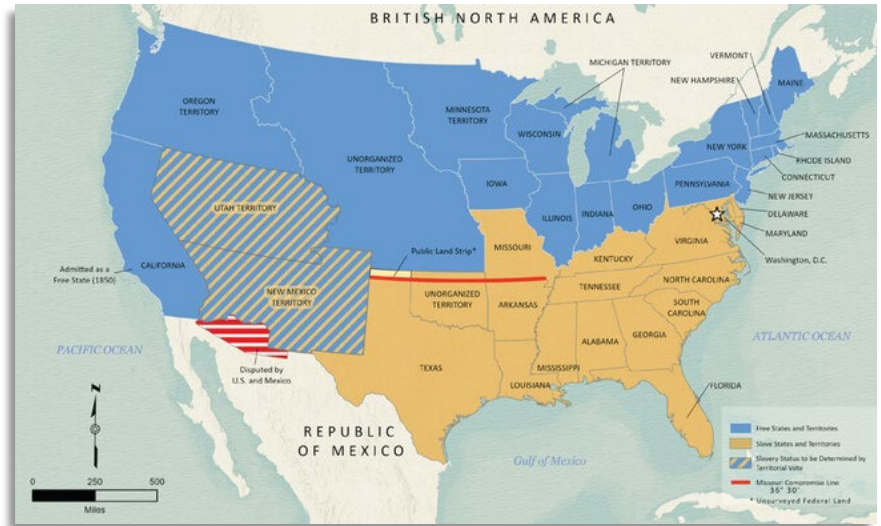 BRITISH NORTH AMERICA
MICHIGAN TERRITORY
VERMONT
NEW HAMPSHIRE
MAINE
OREGON
TERRITORY
MINNESOTA
TERRITORY
WISCONSIN
MASSACHUSETTS
NEW YORK
RHODE ISLAND
UNORGANIZED
TERRITORY
CONNECTICUT
IOWA
PENNSYLVANIA
NEW JERSEY
ILLINOIS
INDIANA
OHIO
UTAH TERRITORY
DELAWARE
MARYLAND
MISSOURI
VIRGINIA
Public Land Strip*
Washington, D.C.
KENTUCKY
CALIFORNIA
Admitted as a
Free State (1850)
NEW MEXICO
TERRITORY
UNORGANIZED
TERRITORY
TENNESSEE
NORTH CAROLINA
ARKANSAS
SOUTH
CAROLINA
PACIFIC OCEAN
Disputed by
U.S. and Mexico
TEXAS
ALABAMA
GEORGIA
ATLANTIC OCEAN
MISSISSIPPI
LOUISIANA
FLORIDA
N
REPUBLIC
OF MEXICO
Gulf of Mexico
Free States and Territories
Slave States and Territories
Slavery Status to be Determined by
Territorial Vote
Missouri Compromise Line
36° 30'
* Unsurveyed Federal Land
0 250 500
Miles